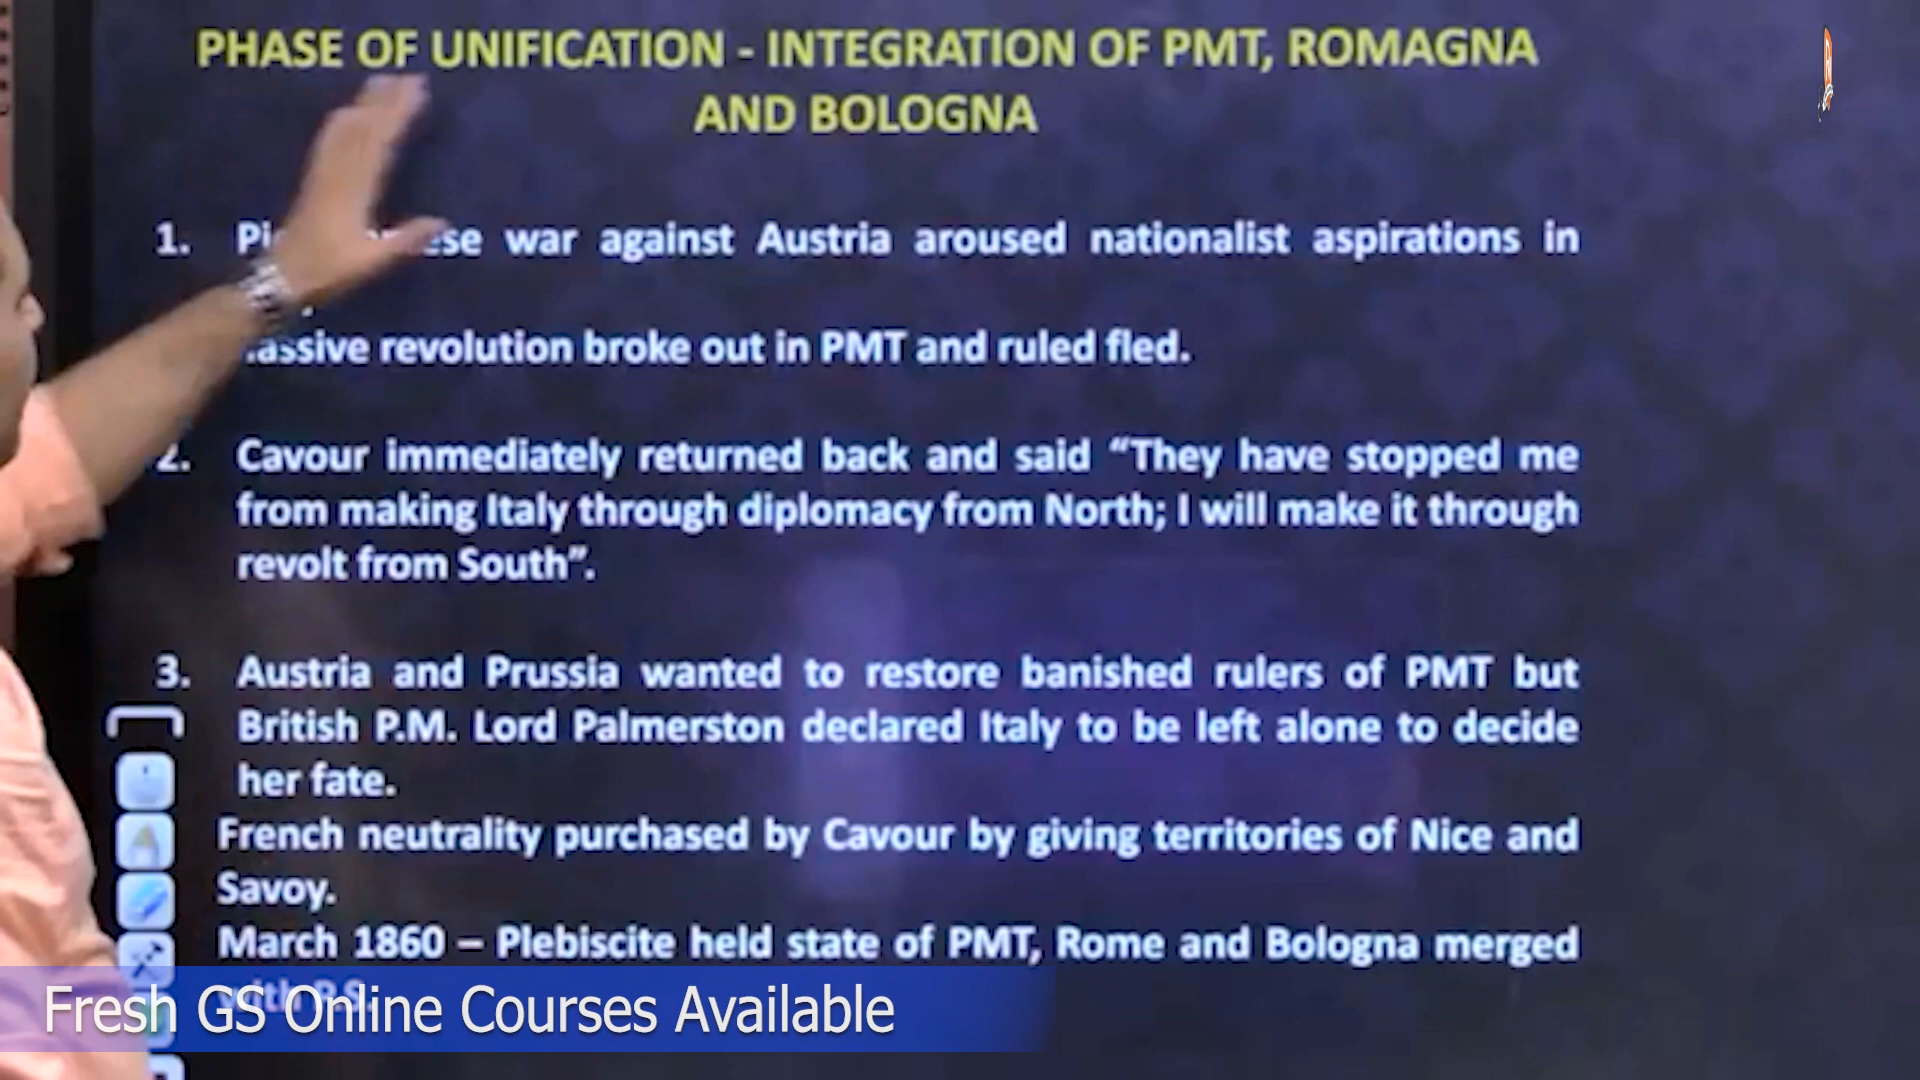 PHASE OF UNIFICATION - INTEGRATION OF PMT, ROMAGNA
AND BOLOGNA
1. war against Austria aroused nationalist aspirations in
revolution broke out in PMT and ruled fled.
2. Cavour immediately returned back and said “They have stopped me
from making Italy through diplomacy from North; I will make it through
revolt from South”.
3. Austria and Prussia wanted to restore banished rulers of PMT but
British P.M. Lord Palmerston declared Italy to be left alone to decide
her fate.
French neutrality purchased by Cavour by giving territories of Nice and
Savoy.
March 1860 – Plebiscite held state of PMT, Rome and Bologna merged
with P.S.
Fresh GS Online Courses Available